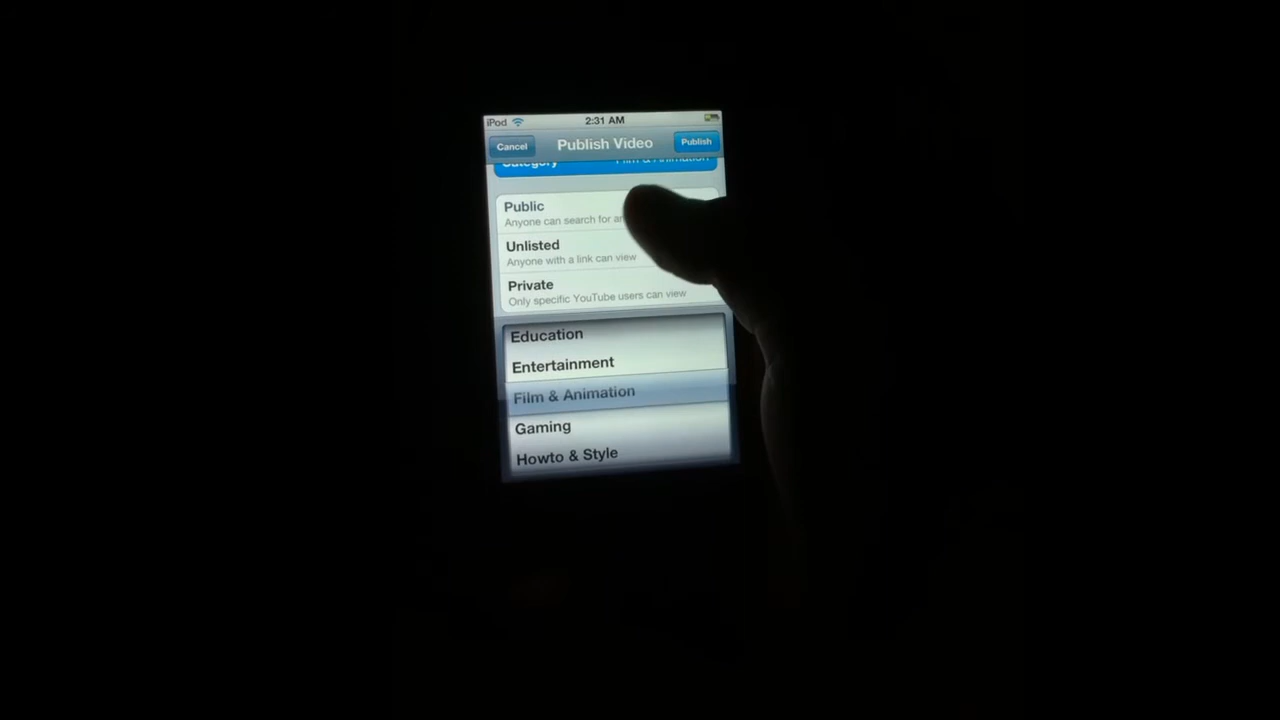 iPod 2:31 AM
Cancel Publish Video Publish
Category Film & Animation
Public
Anyone can search for
Unlisted
Anyone with a link can view
Private
Only specific YouTube users can view
Education
Entertainment
Film & Animation
Gaming
Howto & Style